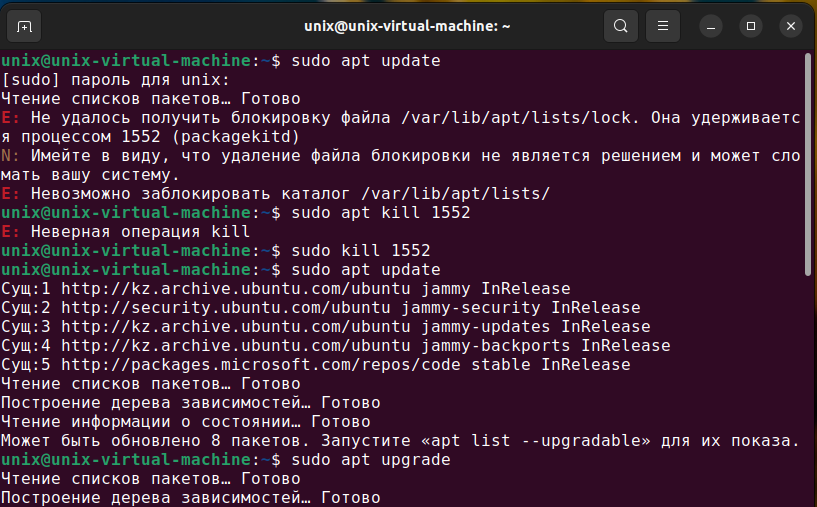 unix@unix-virtual-machine: ~
unix@unix-virtual-machine:~$ sudo apt update
[sudo] пароль для unix:
Чтение списков пакетов… Готово
E: Не удалось получить блокировку файла /var/lib/apt/lists/lock. Она удерживаетс
я процессом 1552 (packagekitd)
N: Имейте в виду, что удаление файла блокировки не является решением и может сло
мать вашу систему.
E: Невозможно заблокировать каталог /var/lib/apt/lists/
unix@unix-virtual-machine:~$ sudo apt kill 1552
E: Неверная операция kill
unix@unix-virtual-machine:~$ sudo kill 1552
unix@unix-virtual-machine:~$ sudo apt update
Сущ:1 http://kz.archive.ubuntu.com/ubuntu jammy InRelease
Сущ:2 http://security.ubuntu.com/ubuntu jammy-security InRelease
Сущ:3 http://kz.archive.ubuntu.com/ubuntu jammy-updates InRelease
Сущ:4 http://kz.archive.ubuntu.com/ubuntu jammy-backports InRelease
Сущ:5 http://packages.microsoft.com/repos/code stable InRelease
Чтение списков пакетов… Готово
Построение дерева зависимостей… Готово
Чтение информации о состоянии… Готово
Может быть обновлено 8 пакетов. Запустите «apt list --upgradable» для их показа.
unix@unix-virtual-machine:~$ sudo apt upgrade
Чтение списков пакетов… Готово
Построение дерева зависимостей… Готово